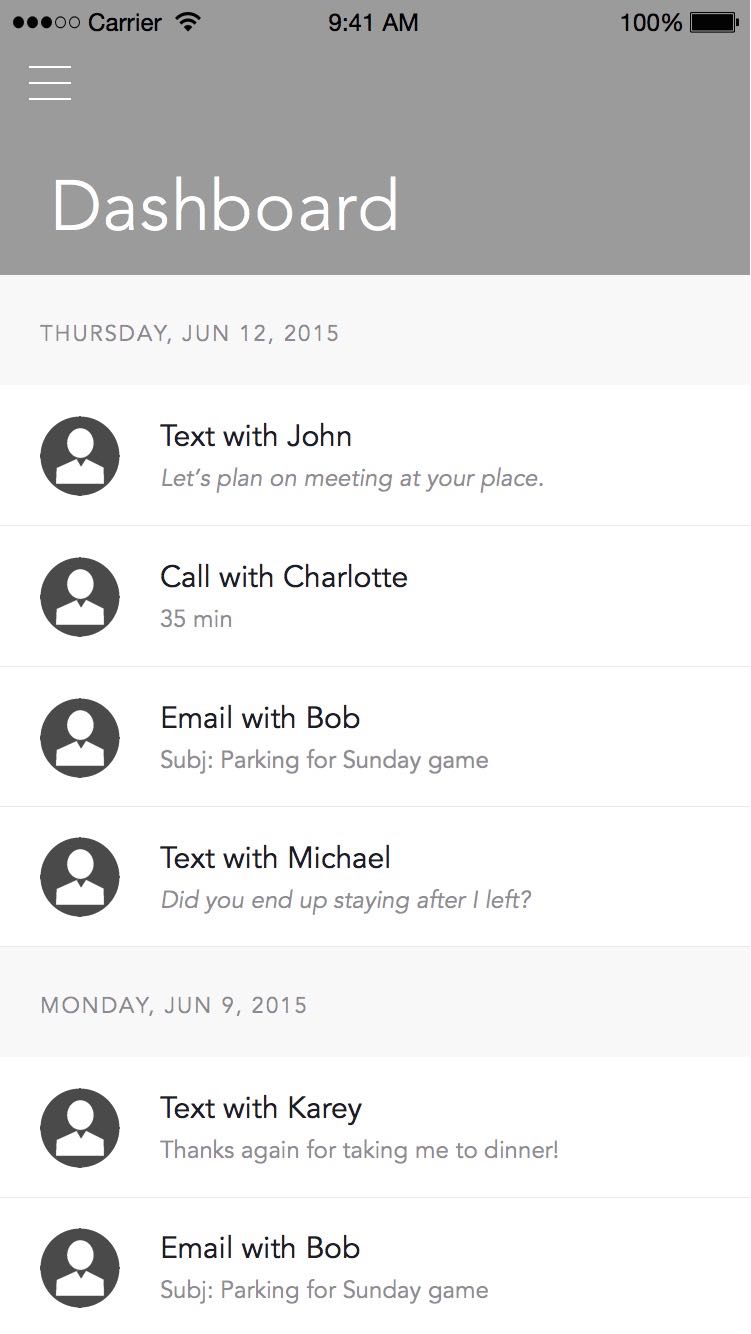 Carrier 9:41 AM 100%
Dashboard
THURSDAY, JUN 12, 2015
Text with John
Let’s plan on meeting at your place.
Call with Charlotte
35 min
Email with Bob
Subj: Parking for Sunday game
Text with Michael
Did you end up staying after I left?
MONDAY, JUN 9, 2015
Text with Karey
Thanks again for taking me to dinner!
Email with Bob
Subj: Parking for Sunday game